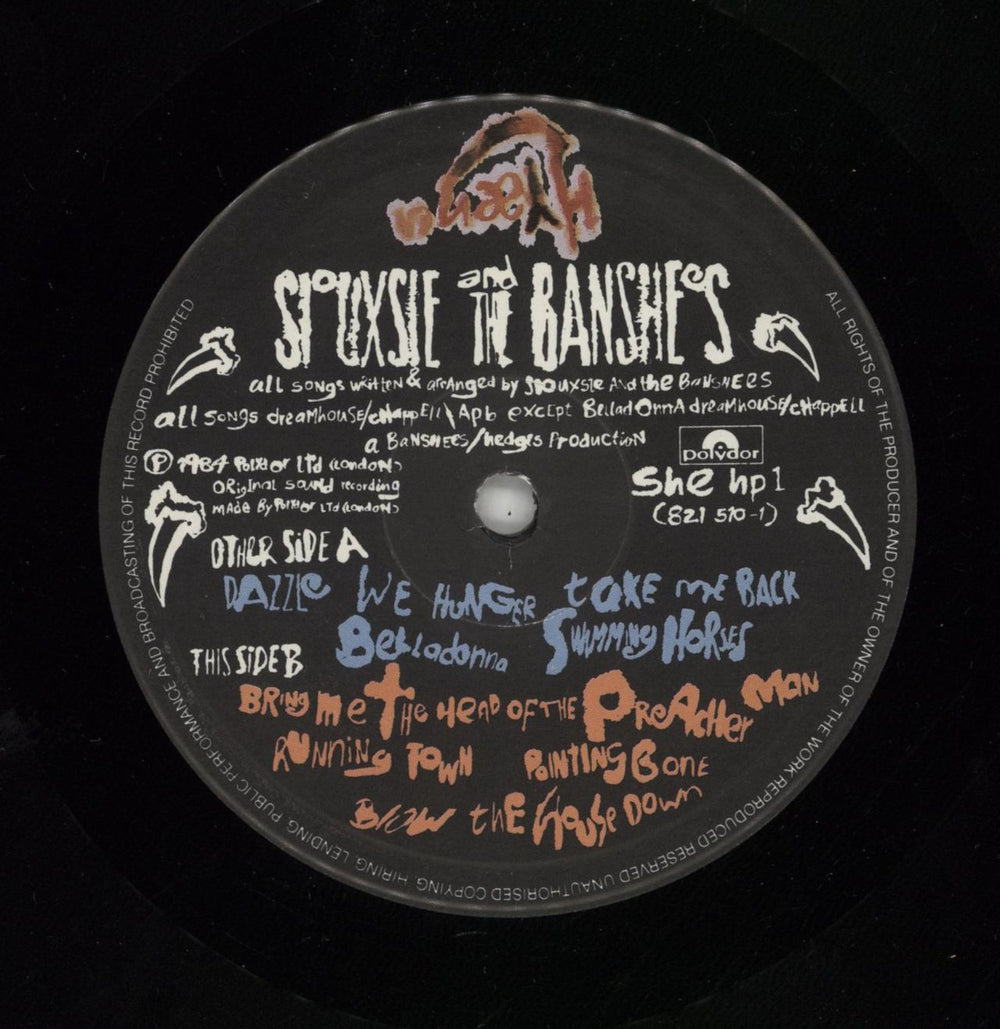 Hyæna
SIOUXSIE and THE BANSHEES
all songs written & arranged by Siouxsie and the Banshees
all songs dreamhouse/chappell\Apb except Belladonna dreamhouse/chappell
a Banshees/hedges Production
polydor
℗ 1984 Polydor Ltd (London)
Original sound recording
made By Polydor Ltd (London)
she hp 1
(821 510-1)
OTHER SIDE A
DAZZLE WE HUNGER take me BACK
Belladonna Swimming Horses
THIS SIDE B
BRing me The HeaD OF THE PReacHer MaN
RUNNING TOWN POINTING BONE
Blow the House Down
ALL RIGHTS OF THE PRODUCER AND OF THE OWNER OF THE WORK REPRODUCED RESERVED UNAUTHORISED COPYING, HIRING, LENDING, PUBLIC PERFORMANCE AND BROADCASTING OF THIS RECORD PROHIBITED